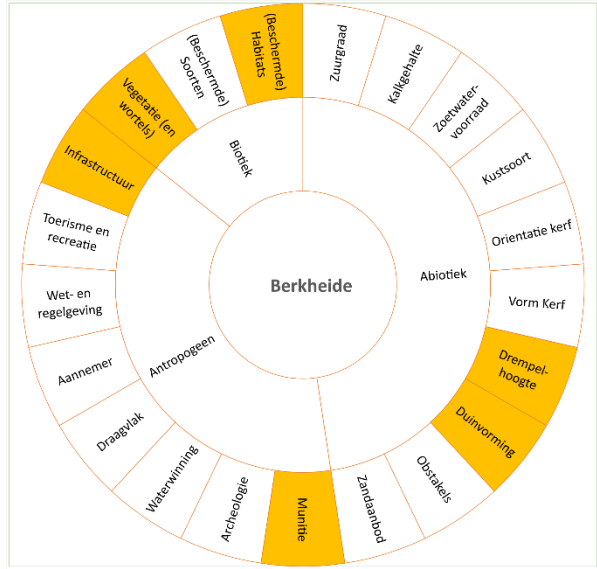 Berkheide
Abiotiek
Zuurgraad
Kalkgehalte
Zoetwater-
voorraad
Kustsoort
Orientatie kerf
Vorm Kerf
Drempel-
hoogte
Duinvorming
Obstakels
Zandaanbod
Antropogeen
Munitie
Archeologie
Waterwinning
Draagvlak
Aannemer
Wet- en
regelgeving
Toerisme en
recreatie
Infrastructuur
Biotiek
Vegetatie (en
wortels)
(Beschermde)
Soorten
(Beschermde)
Habitats